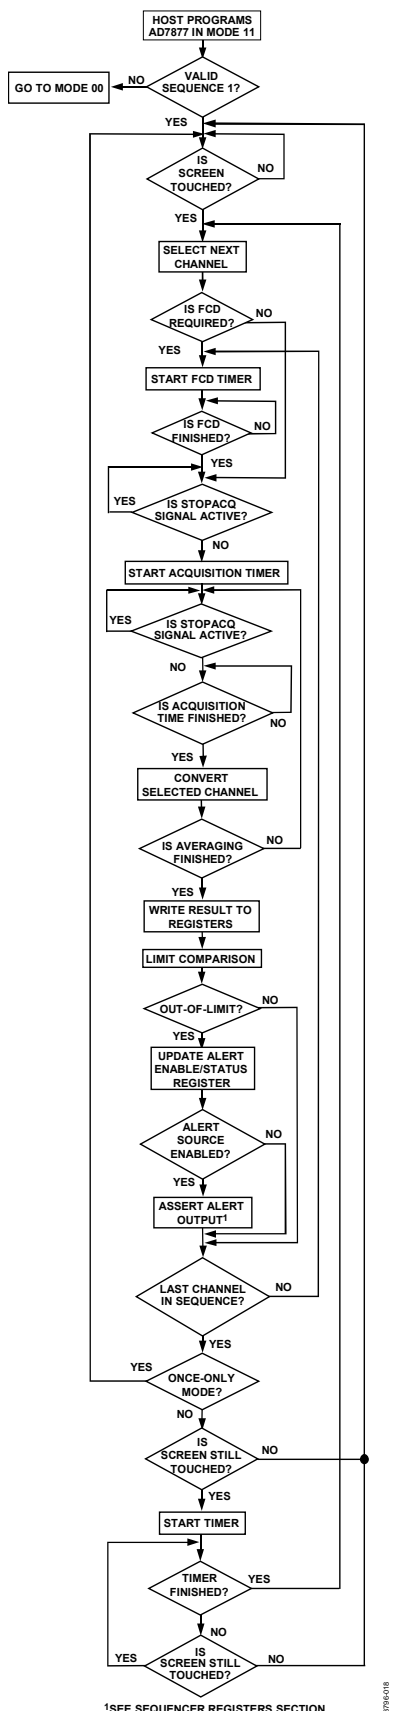 HOST PROGRAMS
AD7877 IN MODE 11
VALID
SEQUENCE 1?
NO
GO TO MODE 00
YES
IS
SCREEN
TOUCHED?
NO
YES
SELECT NEXT
CHANNEL
IS FCD
REQUIRED?
NO
YES
START FCD TIMER
IS FCD
FINISHED?
NO
YES
IS STOPACQ
SIGNAL ACTIVE?
YES
NO
START ACQUISITION TIMER
IS STOPACQ
SIGNAL ACTIVE?
YES
NO
IS ACQUISITION
TIME FINISHED?
NO
YES
CONVERT
SELECTED CHANNEL
IS AVERAGING
FINISHED?
NO
YES
WRITE RESULT TO
REGISTERS
LIMIT COMPARISON
OUT-OF-LIMIT?
NO
YES
UPDATE ALERT
ENABLE/STATUS
REGISTER
ALERT
SOURCE
ENABLED?
NO
YES
ASSERT ALERT
OUTPUT1
LAST CHANNEL
IN SEQUENCE?
NO
YES
ONCE-ONLY
MODE?
YES
NO
IS
SCREEN STILL
TOUCHED?
NO
YES
START TIMER
TIMER
FINISHED?
YES
NO
IS
SCREEN STILL
TOUCHED?
YES
NO
1SEE SEQUENCER REGISTERS SECTION